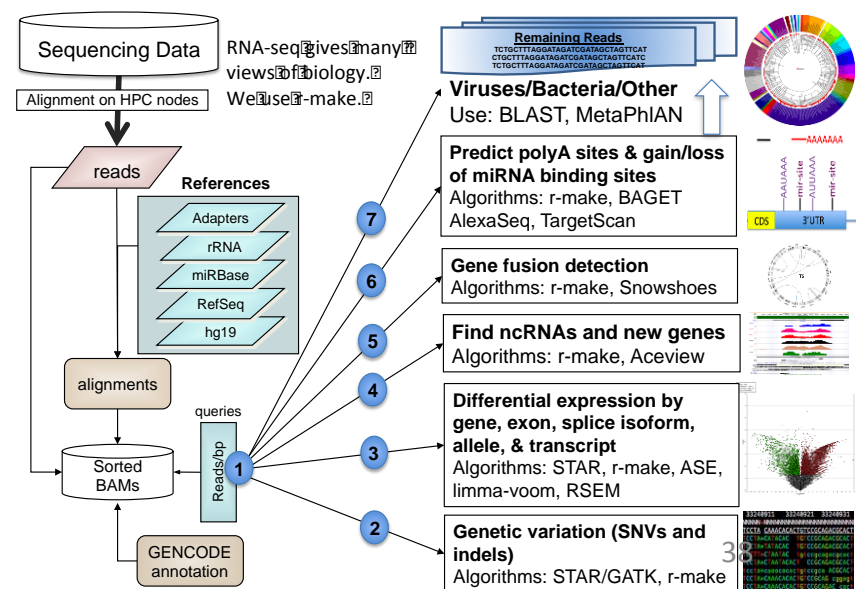 Sequencing Data
RNA-seq gives many
views of biology.
We use r-make.
Alignment on HPC nodes
reads
References
Adapters
rRNA
miRBase
RefSeq
hg19
alignments
queries
Reads/bp
Sorted
BAMs
GENCODE
annotation
1
2
3
4
5
6
7
Remaining Reads
TCTGCTTTAGGATAGATCGATAGCTAGTTCAT
CTGCTTTAGGATAGATCGATAGCTAGTTCATC
TCTGCTTTAGGATAGATCGATAGCTAGTTCAT
Viruses/Bacteria/Other
Use: BLAST, MetaPhlAN
Predict polyA sites & gain/loss
of miRNA binding sites
Algorithms: r-make, BAGET
AlexaSeq, TargetScan
AAAAAAA
AAUAAA
mir-site
AUUAAA
mir-site
CDS
3'UTR
Gene fusion detection
Algorithms: r-make, Snowshoes
TS
Find ncRNAs and new genes
Algorithms: r-make, Aceview
Differential expression by
gene, exon, splice isoform,
allele, & transcript
Algorithms: STAR, r-make, ASE,
limma-voom, RSEM
Genetic variation (SNVs and
indels)
Algorithms: STAR/GATK, r-make
33240911 33240921 33240931
38